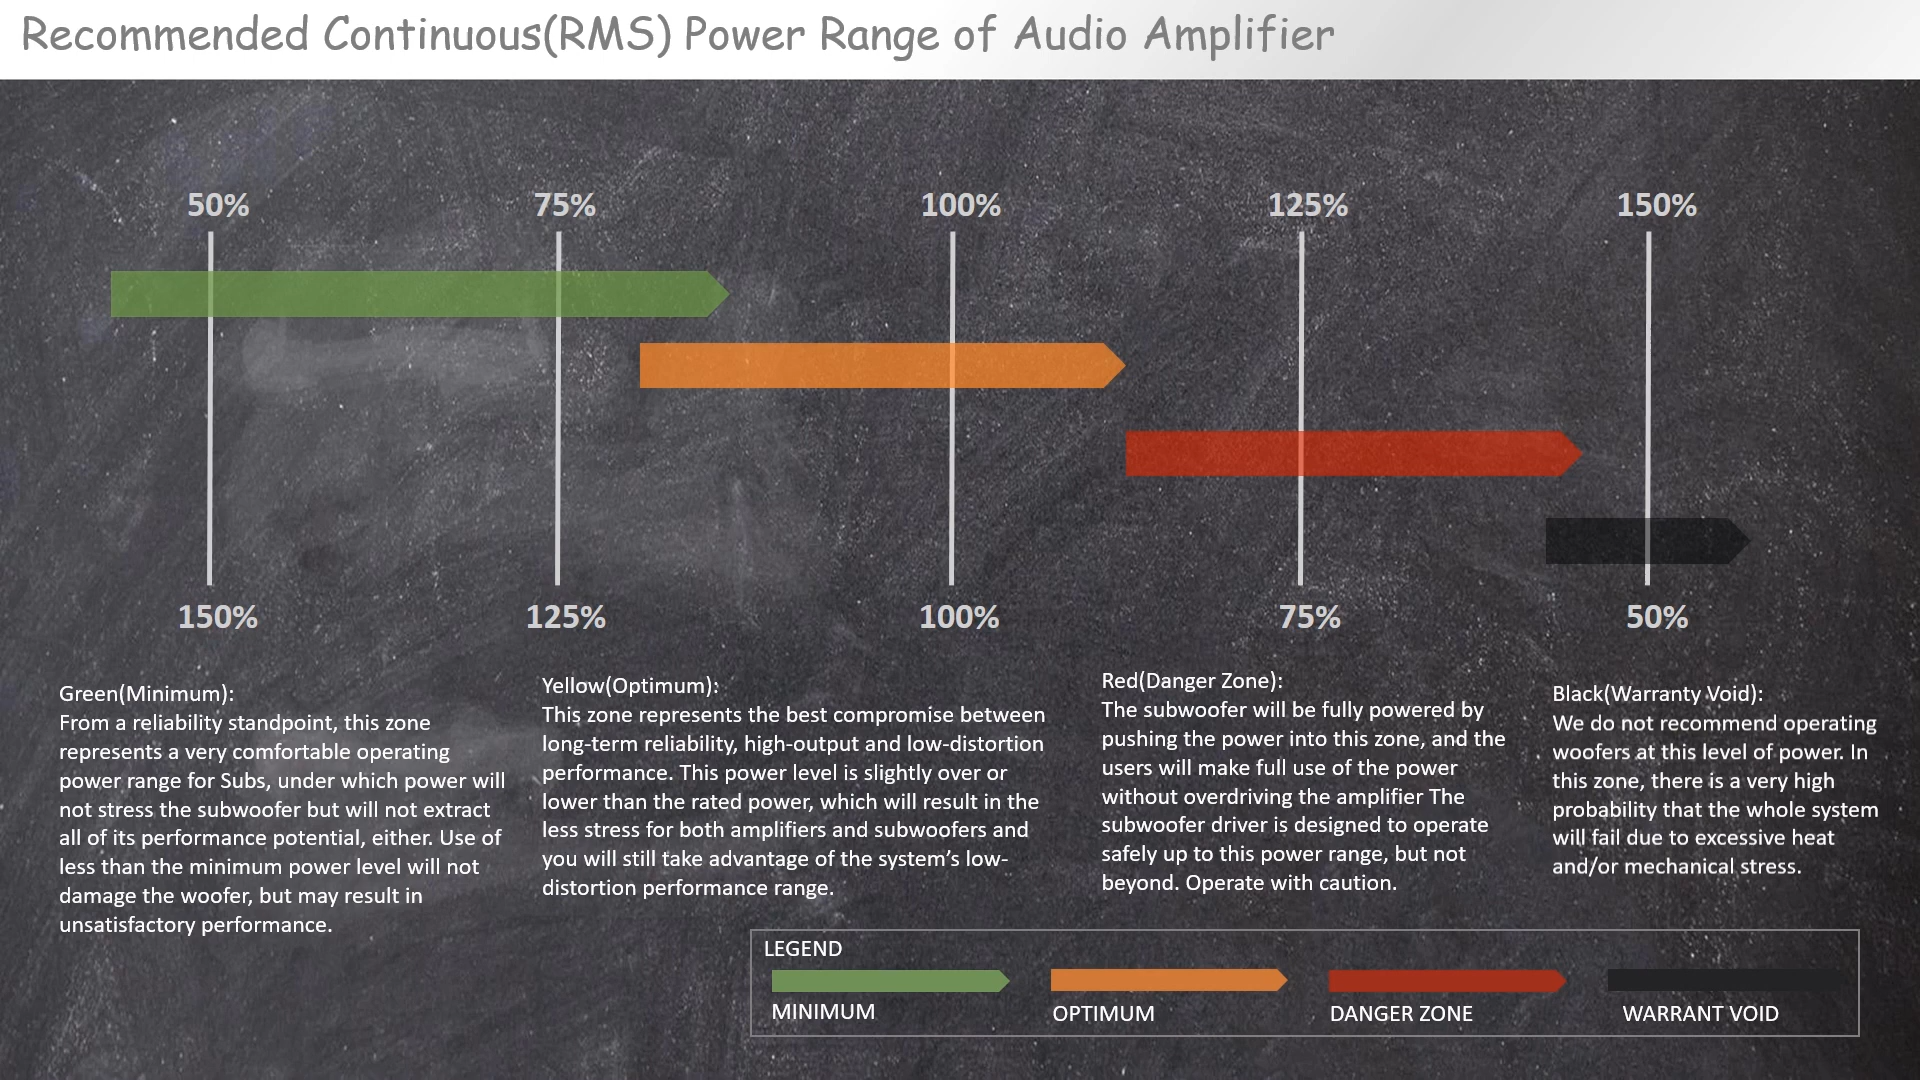 Recommended Continuous(RMS) Power Range of Audio Amplifier
50% 75% 100% 125% 150%
150% 125% 100% 75% 50%
Green(Minimum):
From a reliability standpoint, this zone
represents a very comfortable operating
power range for Subs, under which power will
not stress the subwoofer but will not extract
all of its performance potential, either. Use of
less than the minimum power level will not
damage the woofer, but may result in
unsatisfactory performance.
Yellow(Optimum):
This zone represents the best compromise between
long-term reliability, high-output and low-distortion
performance. This power level is slightly over or
lower than the rated power, which will result in the
less stress for both amplifiers and subwoofers and
you will still take advantage of the system's low-
distortion performance range.
Red(Danger Zone):
The subwoofer will be fully powered by
pushing the power into this zone, and the
users will make full use of the power
without overdriving the amplifier The
subwoofer driver is designed to operate
safely up to this power range, but not
beyond. Operate with caution.
Black(Warranty Void):
We do not recommend operating
woofers at this level of power. In
this zone, there is a very high
probability that the whole system
will fail due to excessive heat
and/or mechanical stress.
LEGEND
MINIMUM
OPTIMUM
DANGER ZONE
WARRANT VOID